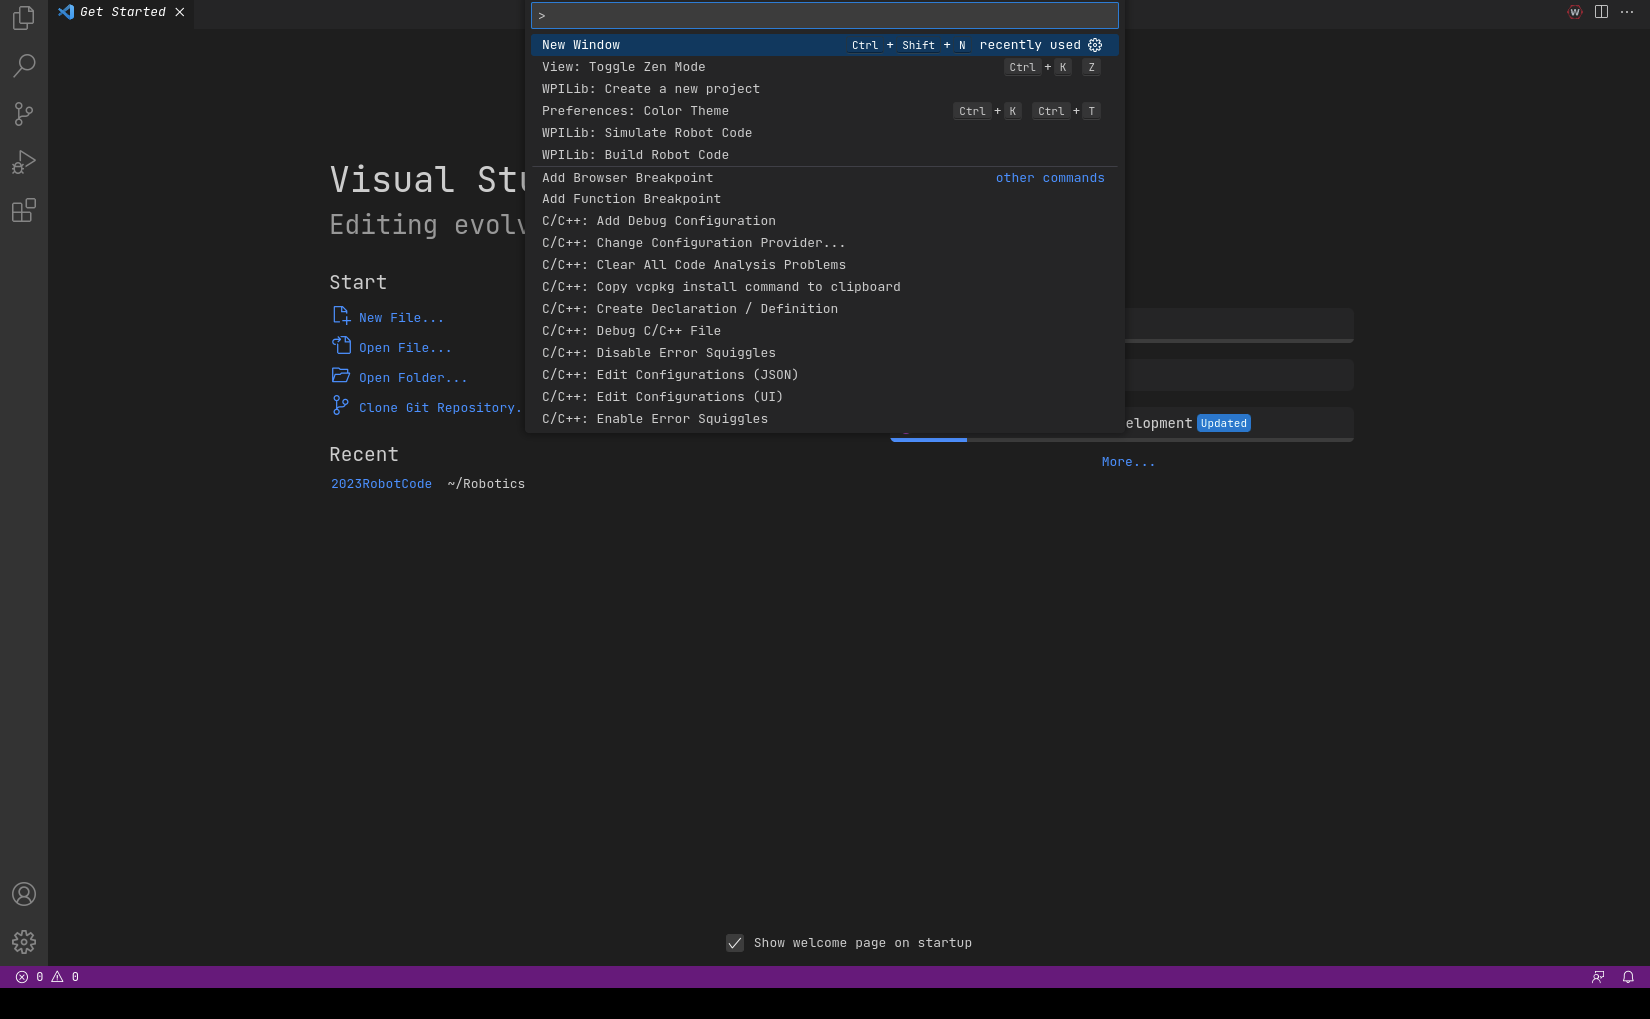 Get Started
W
>
New Window Ctrl + Shift + N recently used
View: Toggle Zen Mode Ctrl + K Z
WPILib: Create a new project
Preferences: Color Theme Ctrl + K Ctrl + T
WPILib: Simulate Robot Code
WPILib: Build Robot Code
Add Browser Breakpoint other commands
Add Function Breakpoint
C/C++: Add Debug Configuration
C/C++: Change Configuration Provider...
C/C++: Clear All Code Analysis Problems
C/C++: Copy vcpkg install command to clipboard
C/C++: Create Declaration / Definition
C/C++: Debug C/C++ File
C/C++: Disable Error Squiggles
C/C++: Edit Configurations (JSON)
C/C++: Edit Configurations (UI)
C/C++: Enable Error Squiggles
Visual Stu
Editing evolv
Start
New File...
Open File...
Open Folder...
Clone Git Repository.
Recent
2023RobotCode ~/Robotics
elopment Updated
More...
Show welcome page on startup
0 0